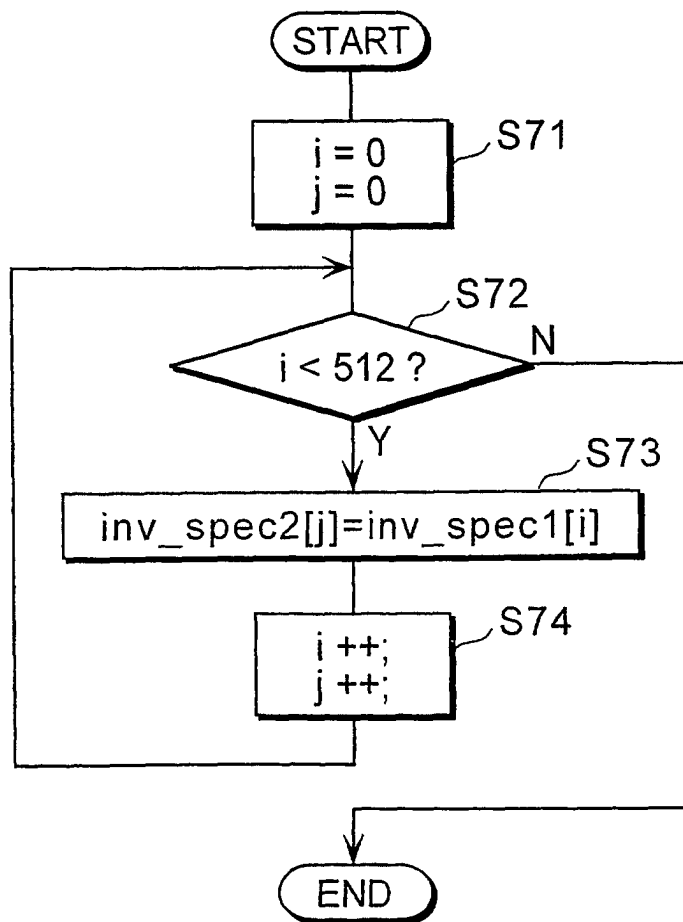 START
S71
i = 0
j = 0
S72
i < 512 ?
N
Y
S73
inv_spec2[j]=inv_spec1[i]
S74
i ++;
j ++;
END